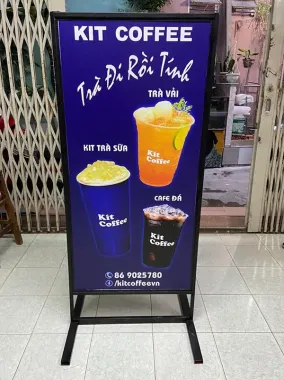 KIT COFFEE
Trà Đi Rồi Tính
TRÀ VẢI
KIT TRÀ SỮA
Kit
Coffee
CAFE ĐÁ
Kit
Coffee
Kit
Coffee
86 9025780
/kitcoffeevn